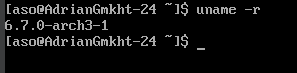 [aso@AdrianGmkht-24 ~]$ uname -r
6.7.0-arch3-1
[aso@AdrianGmkht-24 ~]$ _